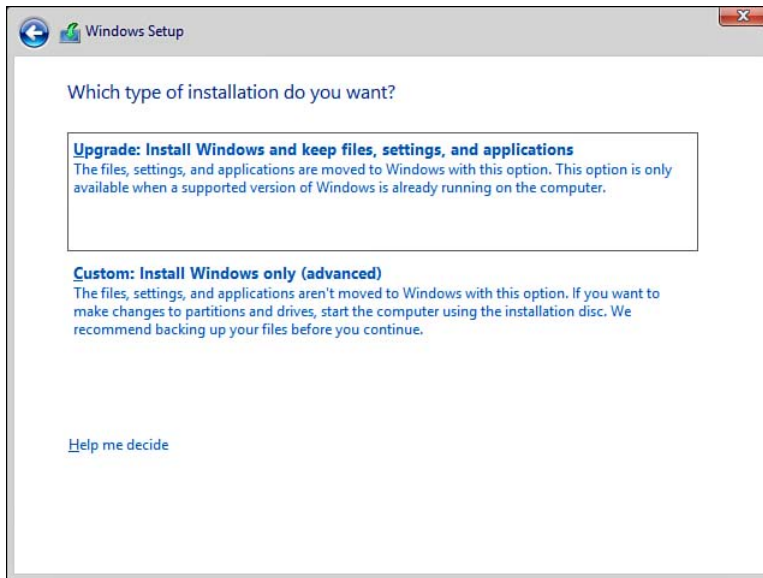 Windows Setup
Which type of installation do you want?
Upgrade: Install Windows and keep files, settings, and applications
The files, settings, and applications are moved to Windows with this option. This option is only
available when a supported version of Windows is already running on the computer.
Custom: Install Windows only (advanced)
The files, settings, and applications aren't moved to Windows with this option. If you want to
make changes to partitions and drives, start the computer using the installation disc. We
recommend backing up your files before you continue.
Help me decide